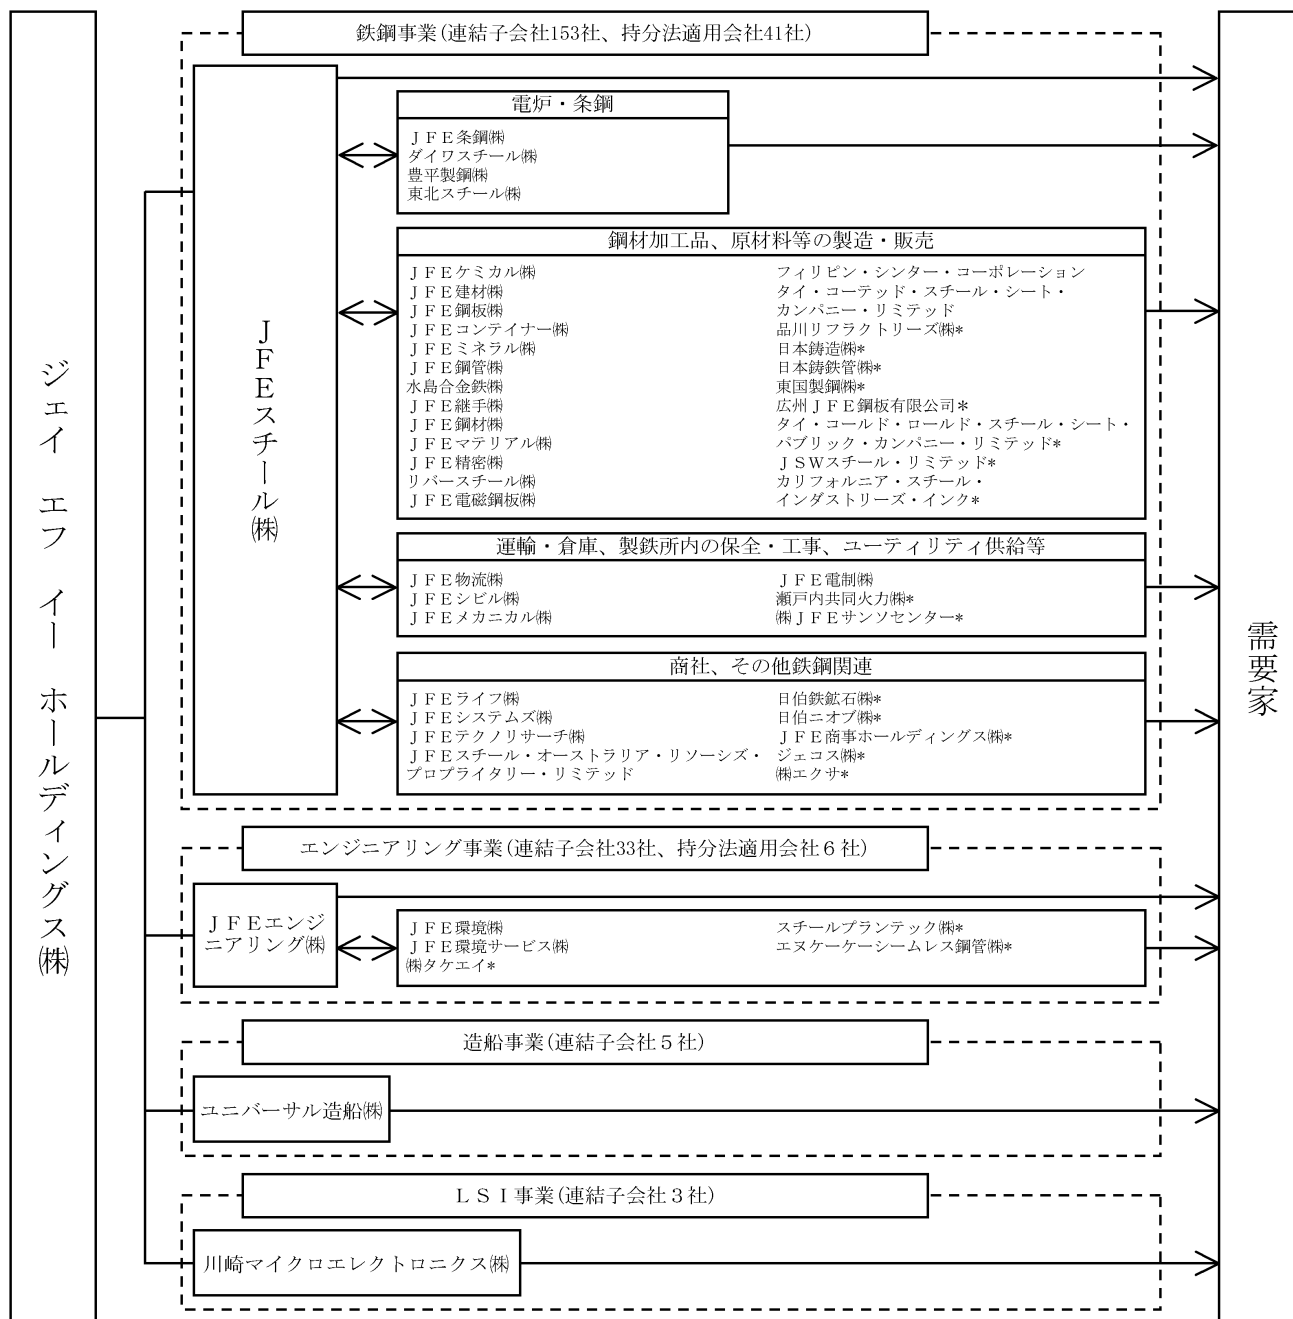 ジェイ エフ イー ホールディングス㈱
鉄鋼事業(連結子会社153社、持分法適用会社41社)
ＪＦＥスチール㈱
電炉・条鋼
ＪＦＥ条鋼㈱
ダイワスチール㈱
豊平製鋼㈱
東北スチール㈱
鋼材加工品、原材料等の製造・販売
ＪＦＥケミカル㈱
ＪＦＥ建材㈱
ＪＦＥ鋼板㈱
ＪＦＥコンテイナー㈱
ＪＦＥミネラル㈱
ＪＦＥ鋼管㈱
水島合金鉄㈱
ＪＦＥ継手㈱
ＪＦＥ鋼材㈱
ＪＦＥマテリアル㈱
ＪＦＥ精密㈱
リバースチール㈱
ＪＦＥ電磁鋼板㈱
フィリピン・シンター・コーポレーション
タイ・コーテッド・スチール・シート・
カンパニー・リミテッド
品川リフラクトリーズ㈱*
日本鋳造㈱*
日本鋳鉄管㈱*
東国製鋼㈱*
広州ＪＦＥ鋼板有限公司＊
タイ・コールド・ロールド・スチール・シート・
パブリック・カンパニー・リミテッド*
ＪＳＷスチール・リミテッド*
カリフォルニア・スチール・
インダストリーズ・インク*
運輸・倉庫、製鉄所内の保全・工事、ユーティリティ供給等
ＪＦＥ物流㈱
ＪＦＥシビル㈱
ＪＦＥメカニカル㈱
ＪＦＥ電制㈱
瀬戸内共同火力㈱*
㈱ＪＦＥサンソセンター*
商社、その他鉄鋼関連
ＪＦＥライフ㈱
ＪＦＥシステムズ㈱
ＪＦＥテクノリサーチ㈱
ＪＦＥスチール・オーストラリア・リソーシズ・
プロプライタリー・リミテッド
日伯鉄鉱石㈱*
日伯ニオブ㈱*
ＪＦＥ商事ホールディングス㈱*
ジェコス㈱*
㈱エクサ*
エンジニアリング事業(連結子会社33社、持分法適用会社６社)
ＪＦＥエンジ
ニアリング㈱
ＪＦＥ環境㈱
ＪＦＥ環境サービス㈱
㈱タケエイ*
スチールプランテック㈱*
エヌケーケーシームレス鋼管㈱*
造船事業(連結子会社５社)
ユニバーサル造船㈱
ＬＳＩ事業(連結子会社３社)
川崎マイクロエレクトロニクス㈱
需要家